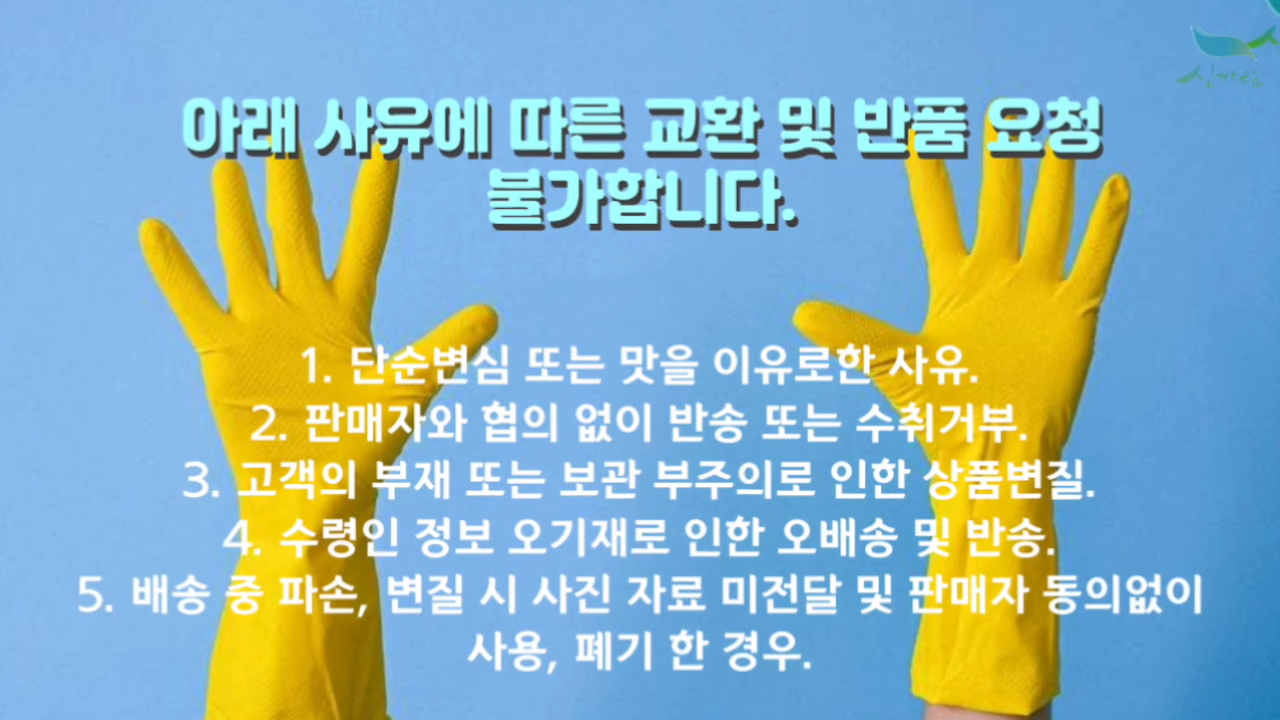 아래 사유에 따른 교환 및 반품 요청
불가합니다.
1. 단순변심 또는 맛을 이유로한 사유.
2. 판매자와 협의 없이 반송 또는 수취거부.
3. 고객의 부재 또는 보관 부주의로 인한 상품변질.
4. 수령인 정보 오기재로 인한 오배송 및 반송.
5. 배송 중 파손, 변질 시 사진 자료 미전달 및 판매자 동의없이
사용, 폐기 한 경우.